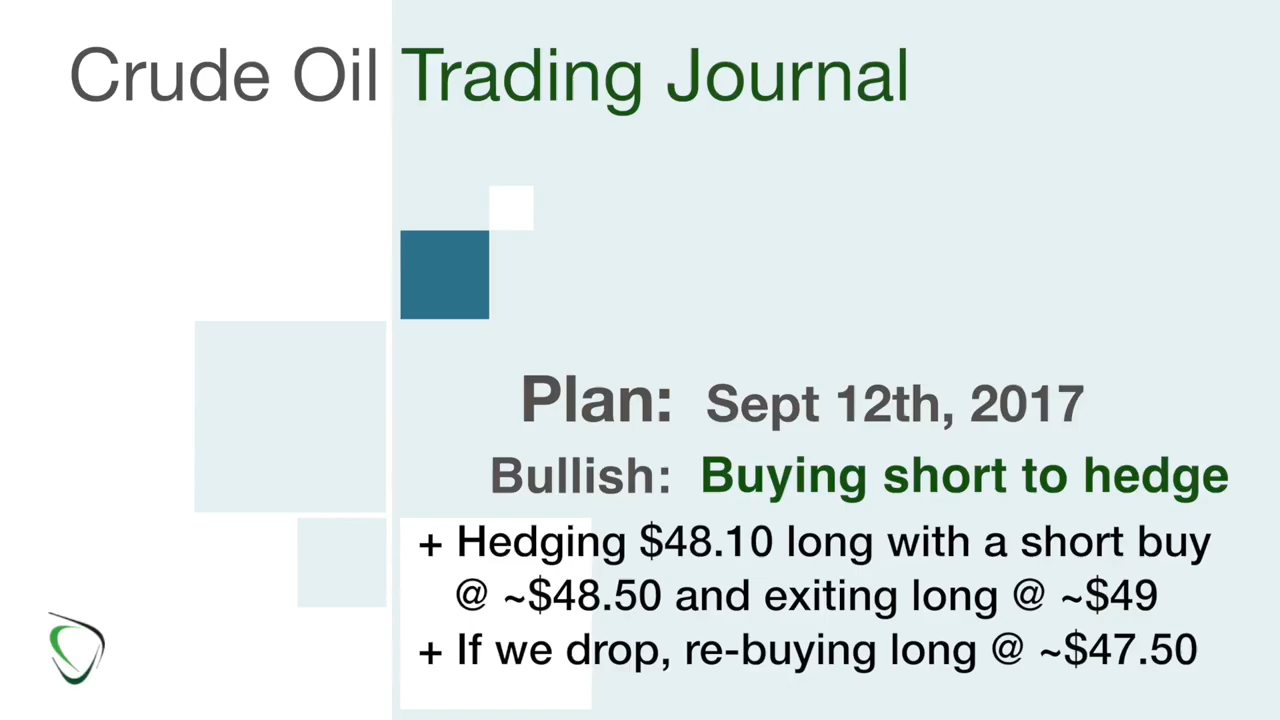 Crude Oil Trading Journal
Plan: Sept 12th, 2017
Bullish: Buying short to hedge
+ Hedging $48.10 long with a short buy
@ ~$48.50 and exiting long @ ~$49
+ If we drop, re-buying long @ ~$47.50